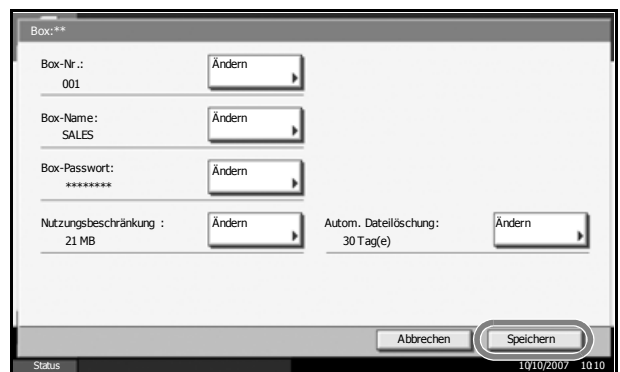 Box:**
Box-Nr.:
Ändern
001
Box-Name:
Ändern
SALES
Box-Passwort:
Ändern
********
Nutzungsbeschränkung :
Ändern
Autom. Dateilöschung:
Ändern
21 MB
30 Tag(e)
Abbrechen
Speichern
Status
10/10/2007 10:10